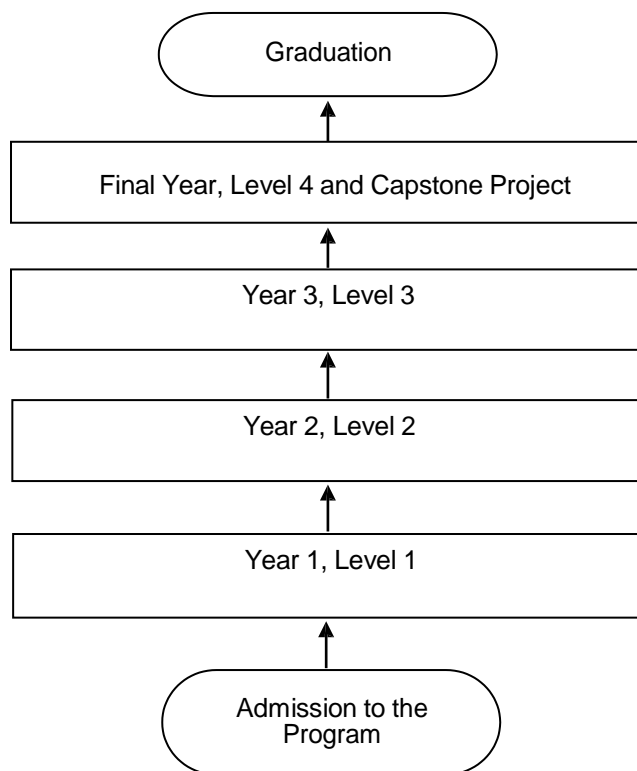 Graduation
Final Year, Level 4 and Capstone Project
Year 3, Level 3
Year 2, Level 2
Year 1, Level 1
Admission to the
Program